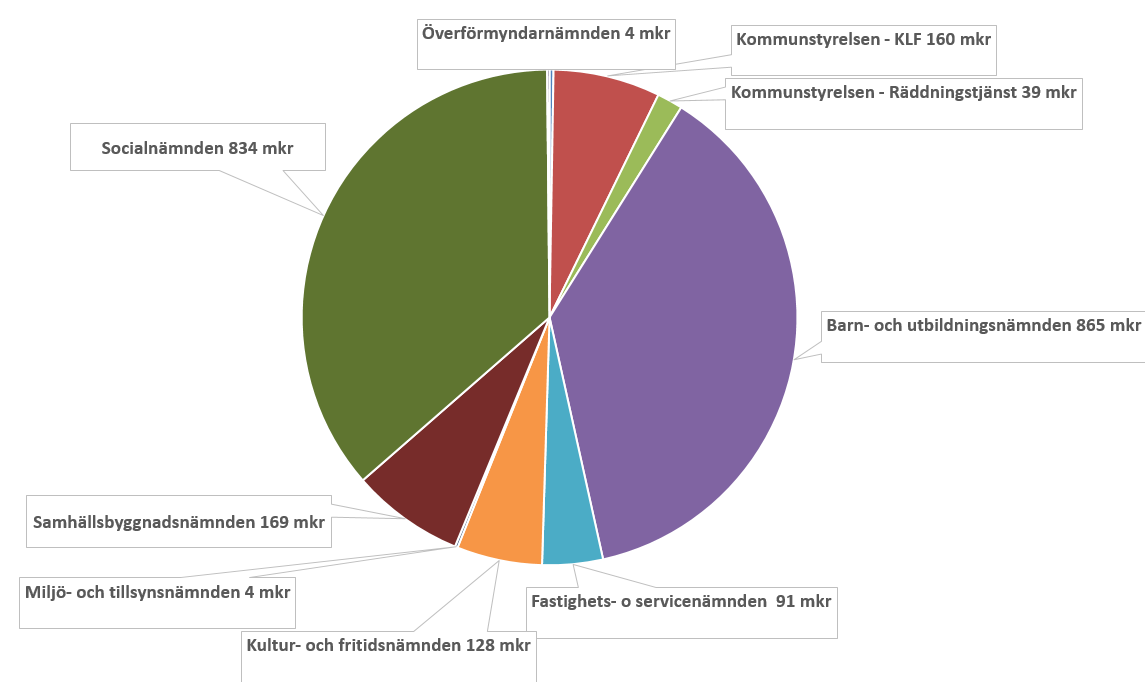 Överförmyndarnämnden 4 mkr
Kommunstyrelsen - KLF 160 mkr
Kommunstyrelsen - Räddningstjänst 39 mkr
Socialnämnden 834 mkr
Barn- och utbildningsnämnden 865 mkr
Samhällsbyggnadsnämnden 169 mkr
Miljö- och tillsynsnämnden 4 mkr
Fastighets- o servicenämnden  91 mkr
Kultur- och fritidsnämnden 128 mkr